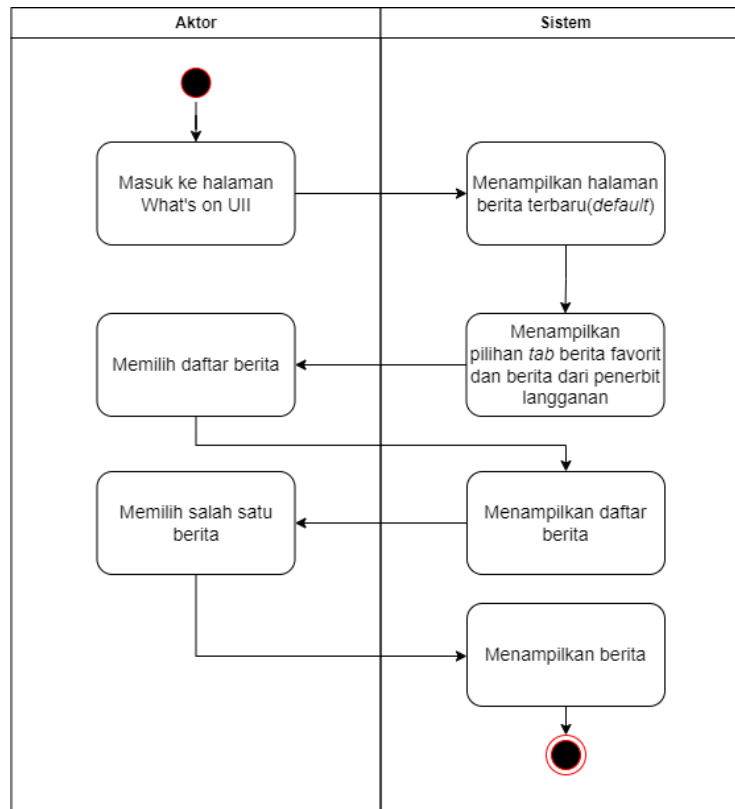 Aktor
Sistem
Masuk ke halaman
What's on UII
Menampilkan halaman
berita terbaru(default)
Menampilkan
pilihan tab berita favorit
dan berita dari penerbit
langganan
Memilih daftar berita
Menampilkan daftar
berita
Memilih salah satu
berita
Menampilkan berita